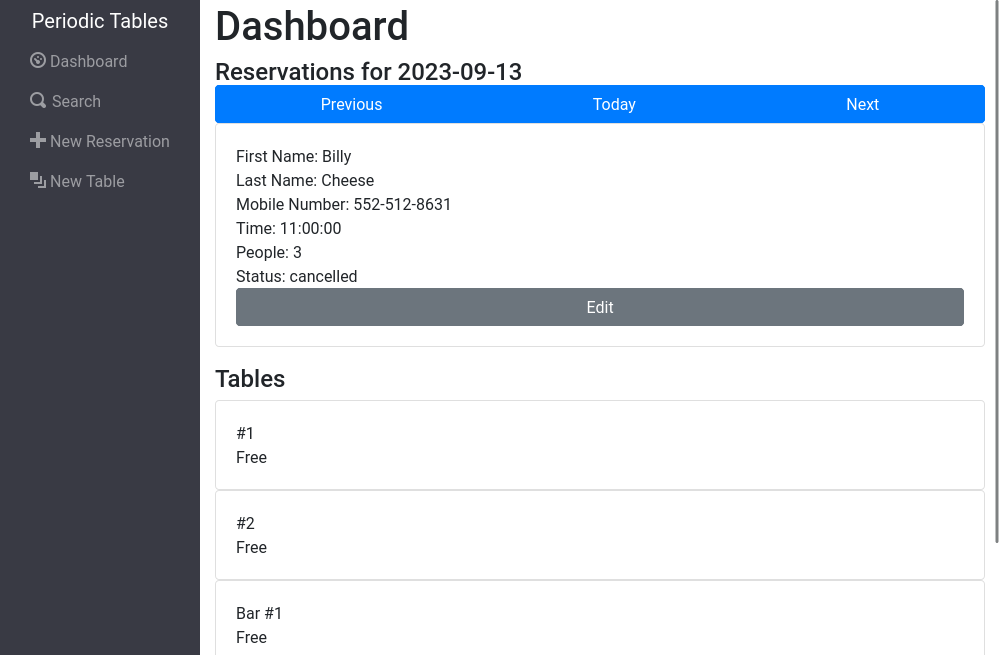 Periodic Tables
Dashboard
Search
New Reservation
New Table
Dashboard
Reservations for 2023-09-13
Previous Today Next
First Name: Billy
Last Name: Cheese
Mobile Number: 552-512-8631
Time: 11:00:00
People: 3
Status: cancelled
Edit
Tables
#1
Free
#2
Free
Bar #1
Free